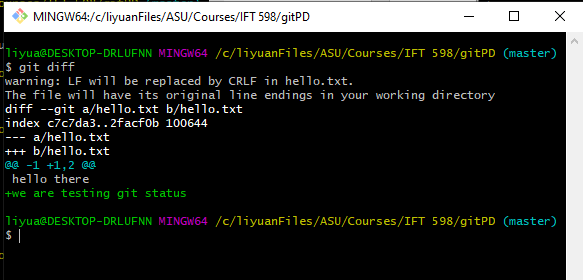 MINGW64:/c/liyuanFiles/ASU/Courses/IFT 598/gitPD
liyua@DESKTOP-DRLUFNN MINGW64 /c/liyuanFiles/ASU/Courses/IFT 598/gitPD (master)
$ git diff
warning: LF will be replaced by CRLF in hello.txt.
The file will have its original line endings in your working directory
diff --git a/hello.txt b/hello.txt
index c7c7da3..2facf0b 100644
--- a/hello.txt
+++ b/hello.txt
@@ -1 +1,2 @@
 hello there
+we are testing git status
liyua@DESKTOP-DRLUFNN MINGW64 /c/liyuanFiles/ASU/Courses/IFT 598/gitPD (master)
$